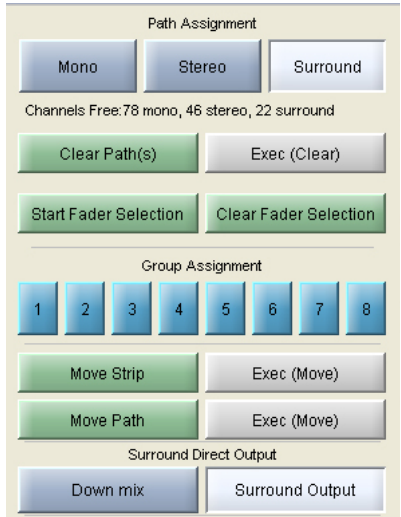 Path Assignment
Mono Stereo Surround
Channels Free:78 mono, 46 stereo, 22 surround
Clear Path(s) Exec (Clear)
Start Fader Selection Clear Fader Selection
Group Assignment
1 2 3 4 5 6 7 8
Move Strip Exec (Move)
Move Path Exec (Move)
Surround Direct Output
Down mix Surround Output